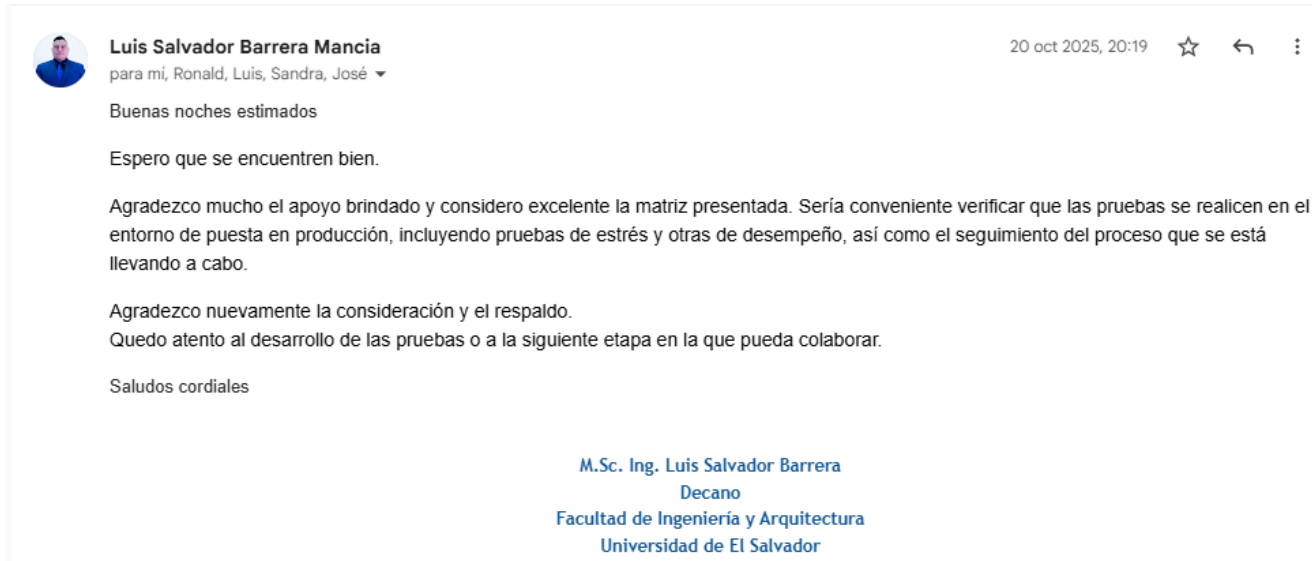 Luis Salvador Barrera Mancia
20 oct 2025, 20:19
para mí, Ronald, Luis, Sandra, José
Buenas noches estimados
Espero que se encuentren bien.
Agradezco mucho el apoyo brindado y considero excelente la matriz presentada. Sería conveniente verificar que las pruebas se realicen en el
entorno de puesta en producción, incluyendo pruebas de estrés y otras de desempeño, así como el seguimiento del proceso que se está
llevando a cabo.
Agradezco nuevamente la consideración y el respaldo.
Quedo atento al desarrollo de las pruebas o a la siguiente etapa en la que pueda colaborar.
Saludos cordiales
M.Sc. Ing. Luis Salvador Barrera
Decano
Facultad de Ingeniería y Arquitectura
Universidad de El Salvador